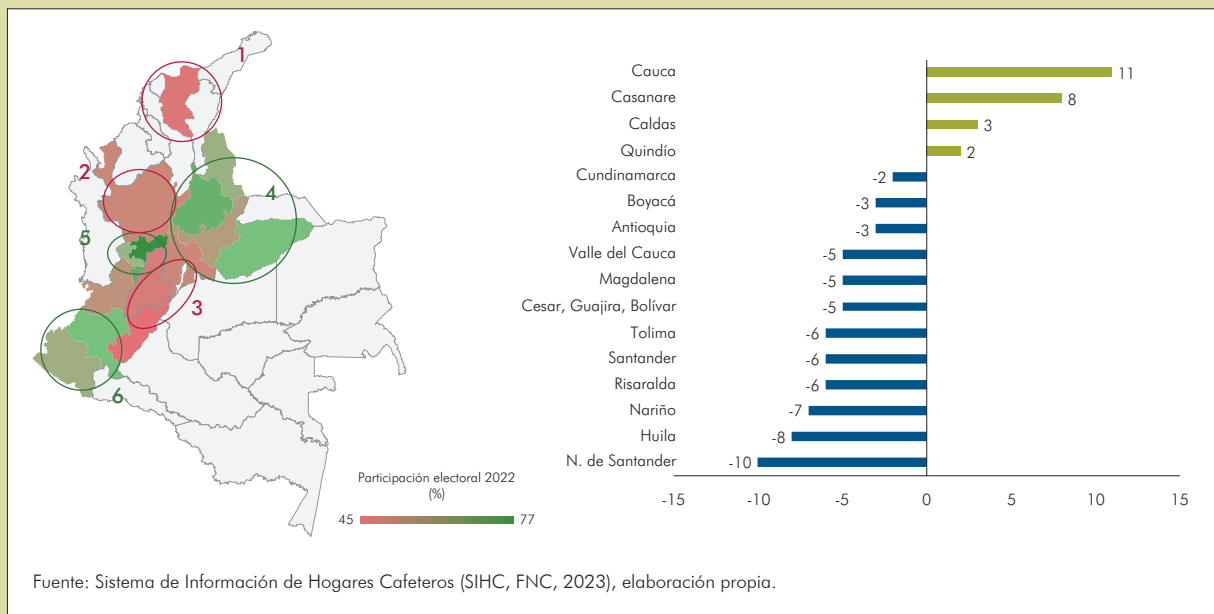 1
2
3
4
5
6
Participación electoral 2022
(%)
45 77
Cauca 11
Casanare 8
Caldas 3
Quindío 2
Cundinamarca -2
Boyacá -3
Antioquia -3
Valle del Cauca -5
Magdalena -5
Cesar, Guajira, Bolívar -5
Tolima -6
Santander -6
Risaralda -6
Nariño -7
Huila -8
N. de Santander -10
-15 -10 -5 0 5 10 15
Fuente: Sistema de Información de Hogares Cafeteros (SIHC, FNC, 2023), elaboración propia.